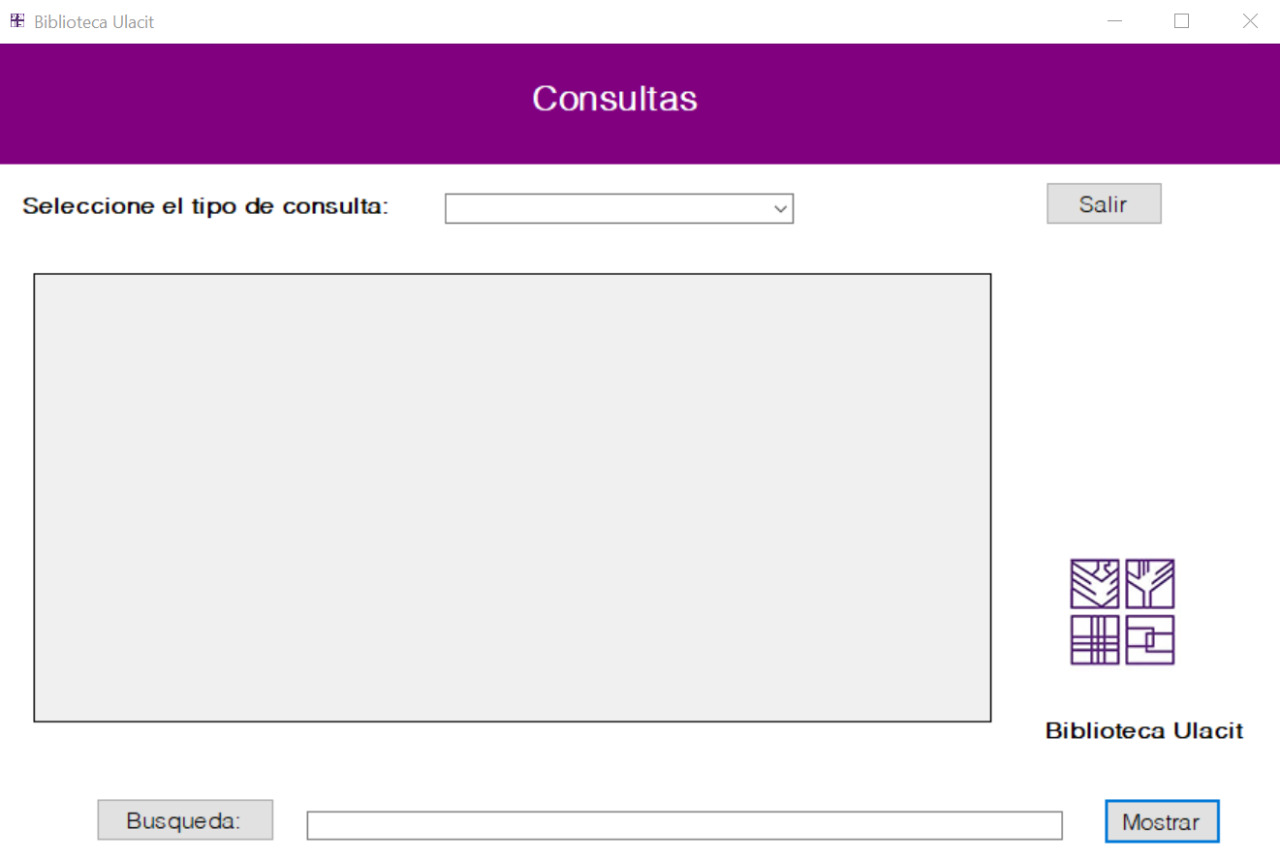 Biblioteca Ulacit
Consultas
Seleccione el tipo de consulta:
Salir
Biblioteca Ulacit
Busqueda:
Mostrar